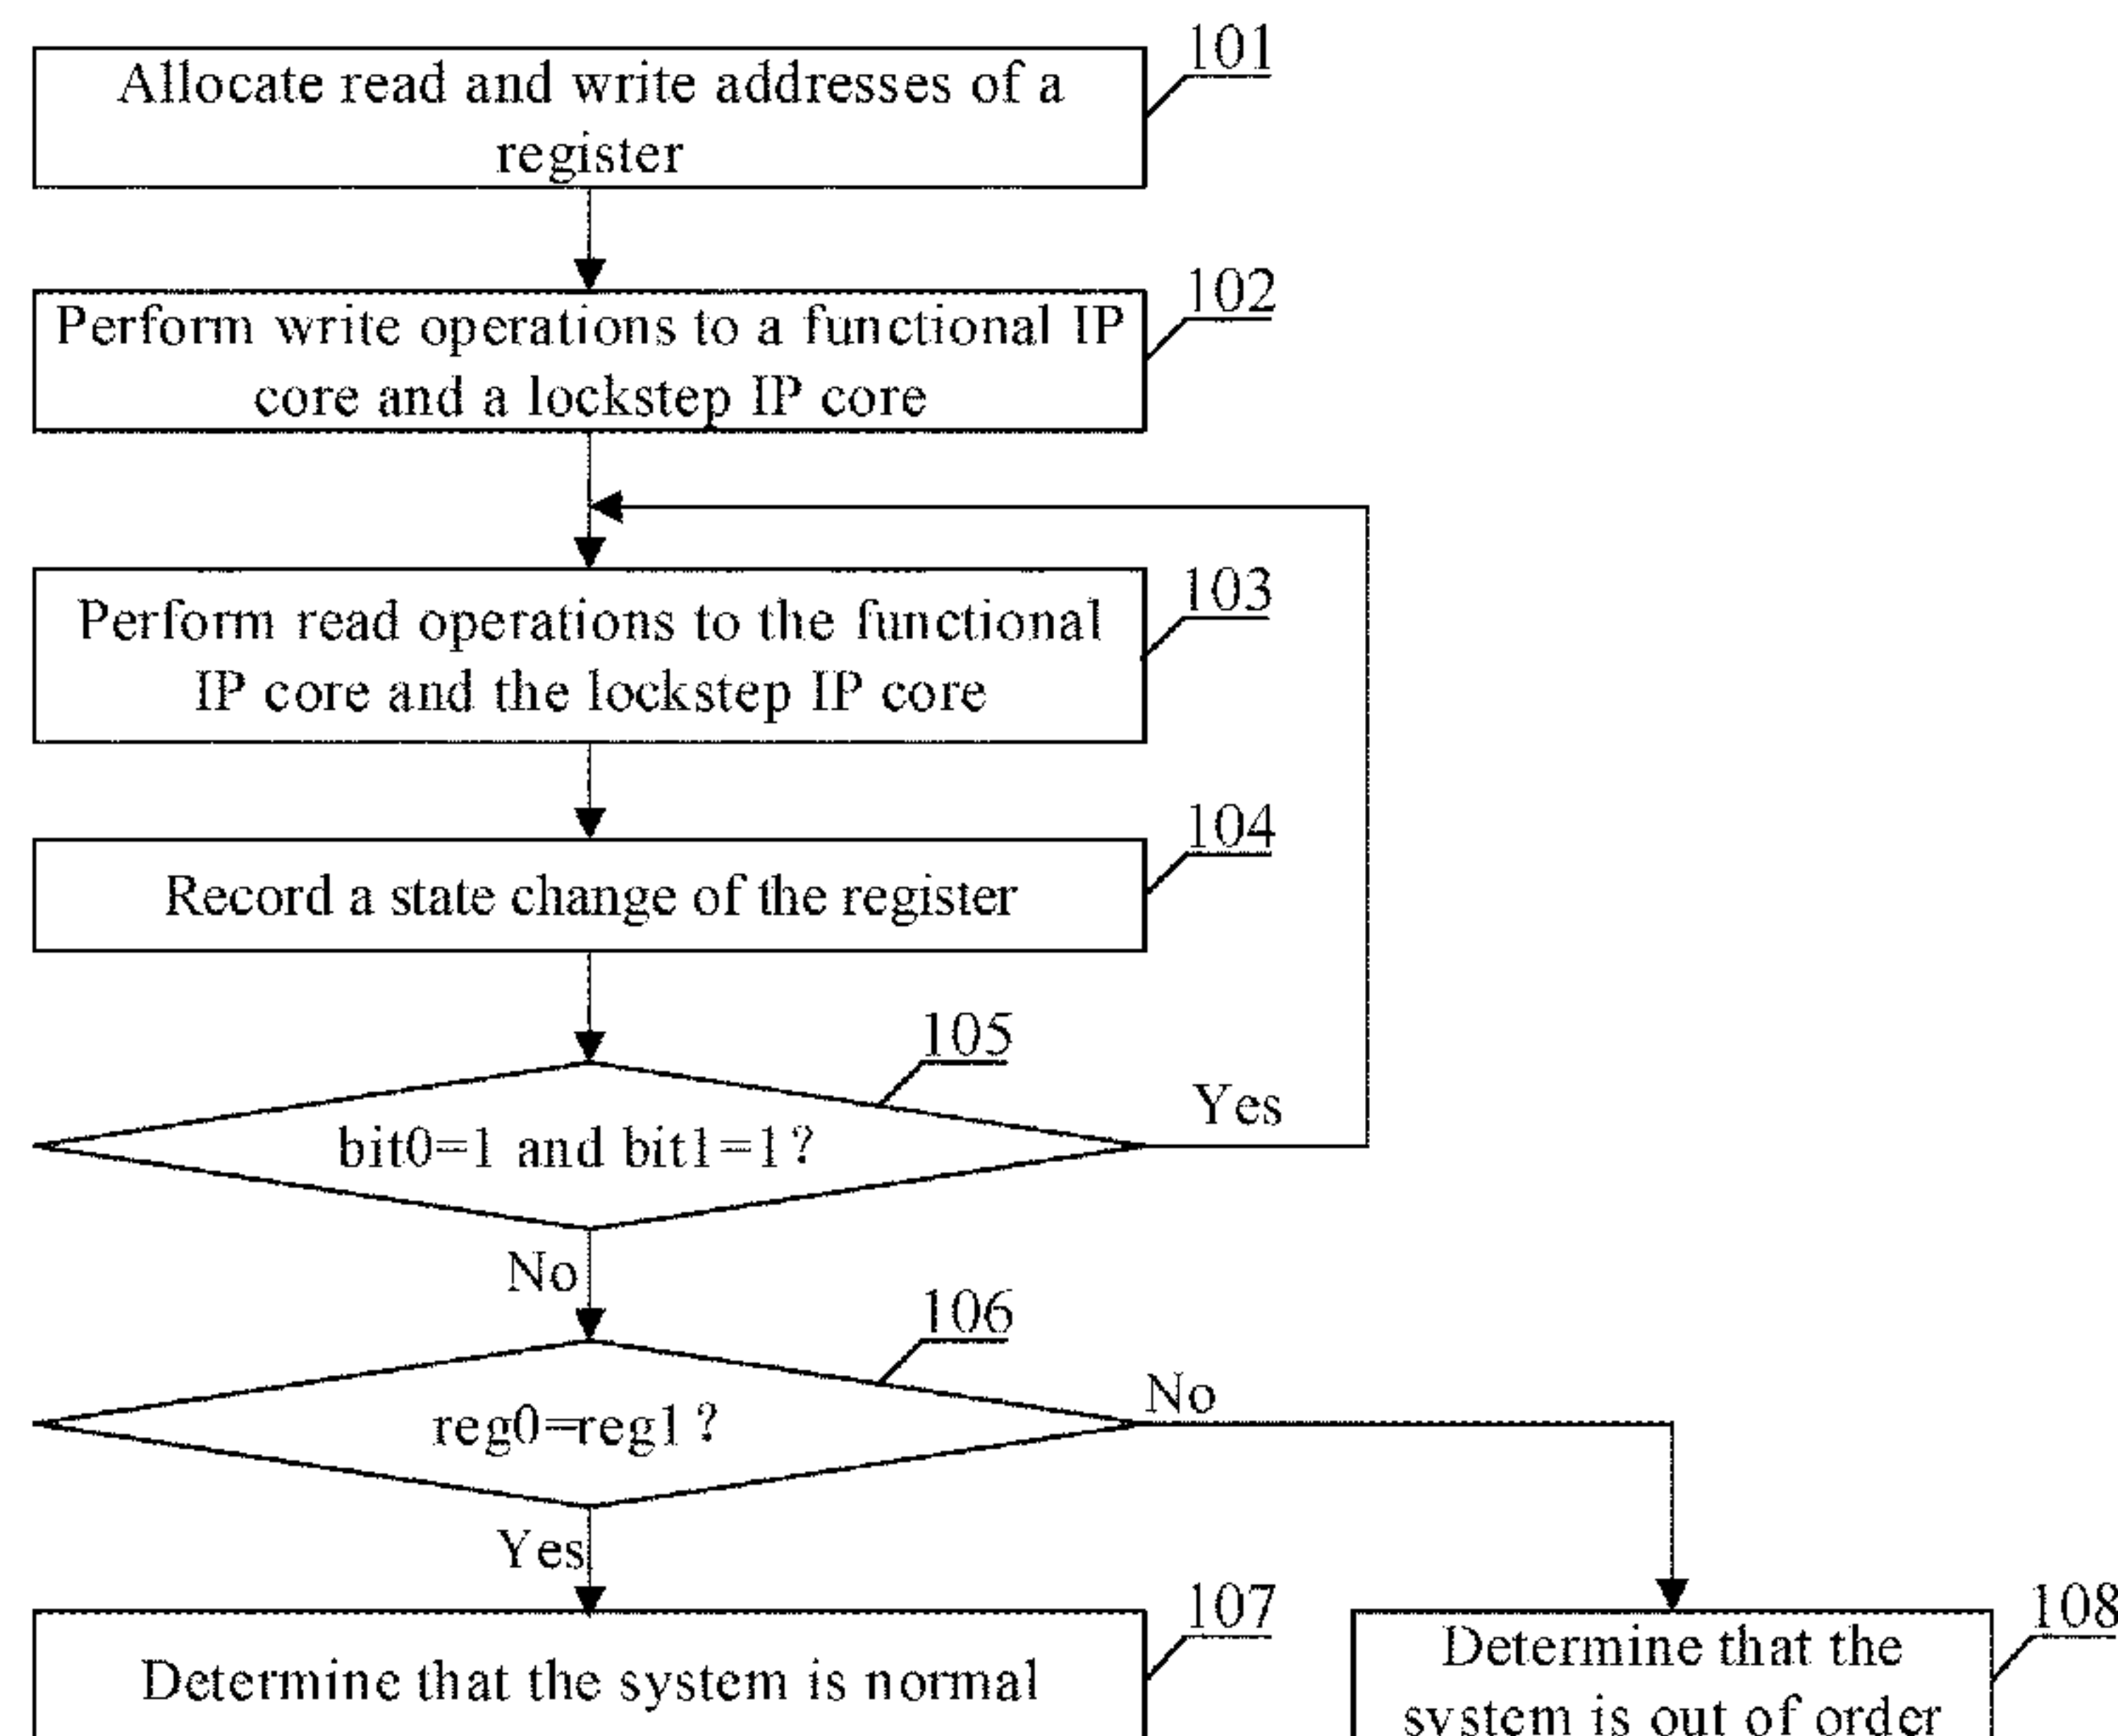 101
Allocate read and write addresses of a
register
102
Perform write operations to a functional IP
core and a lockstep IP core
103
Perform read operations to the functional
IP core and the lockstep IP core
104
Record a state change of the register
105
bit0=1 and bit1=1?
Yes
No
106
reg0=reg1?
No
Yes
107
Determine that the system is normal
108
Determine that the
system is out of order